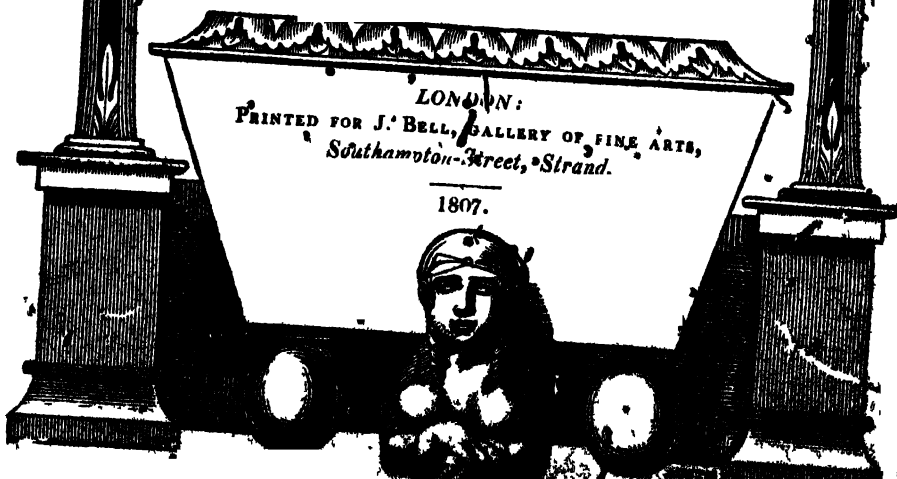 LONDON:
PRINTED FOR J. BELL, GALLERY OF FINE ARTS,
Southampton-Street, Strand.
1807.